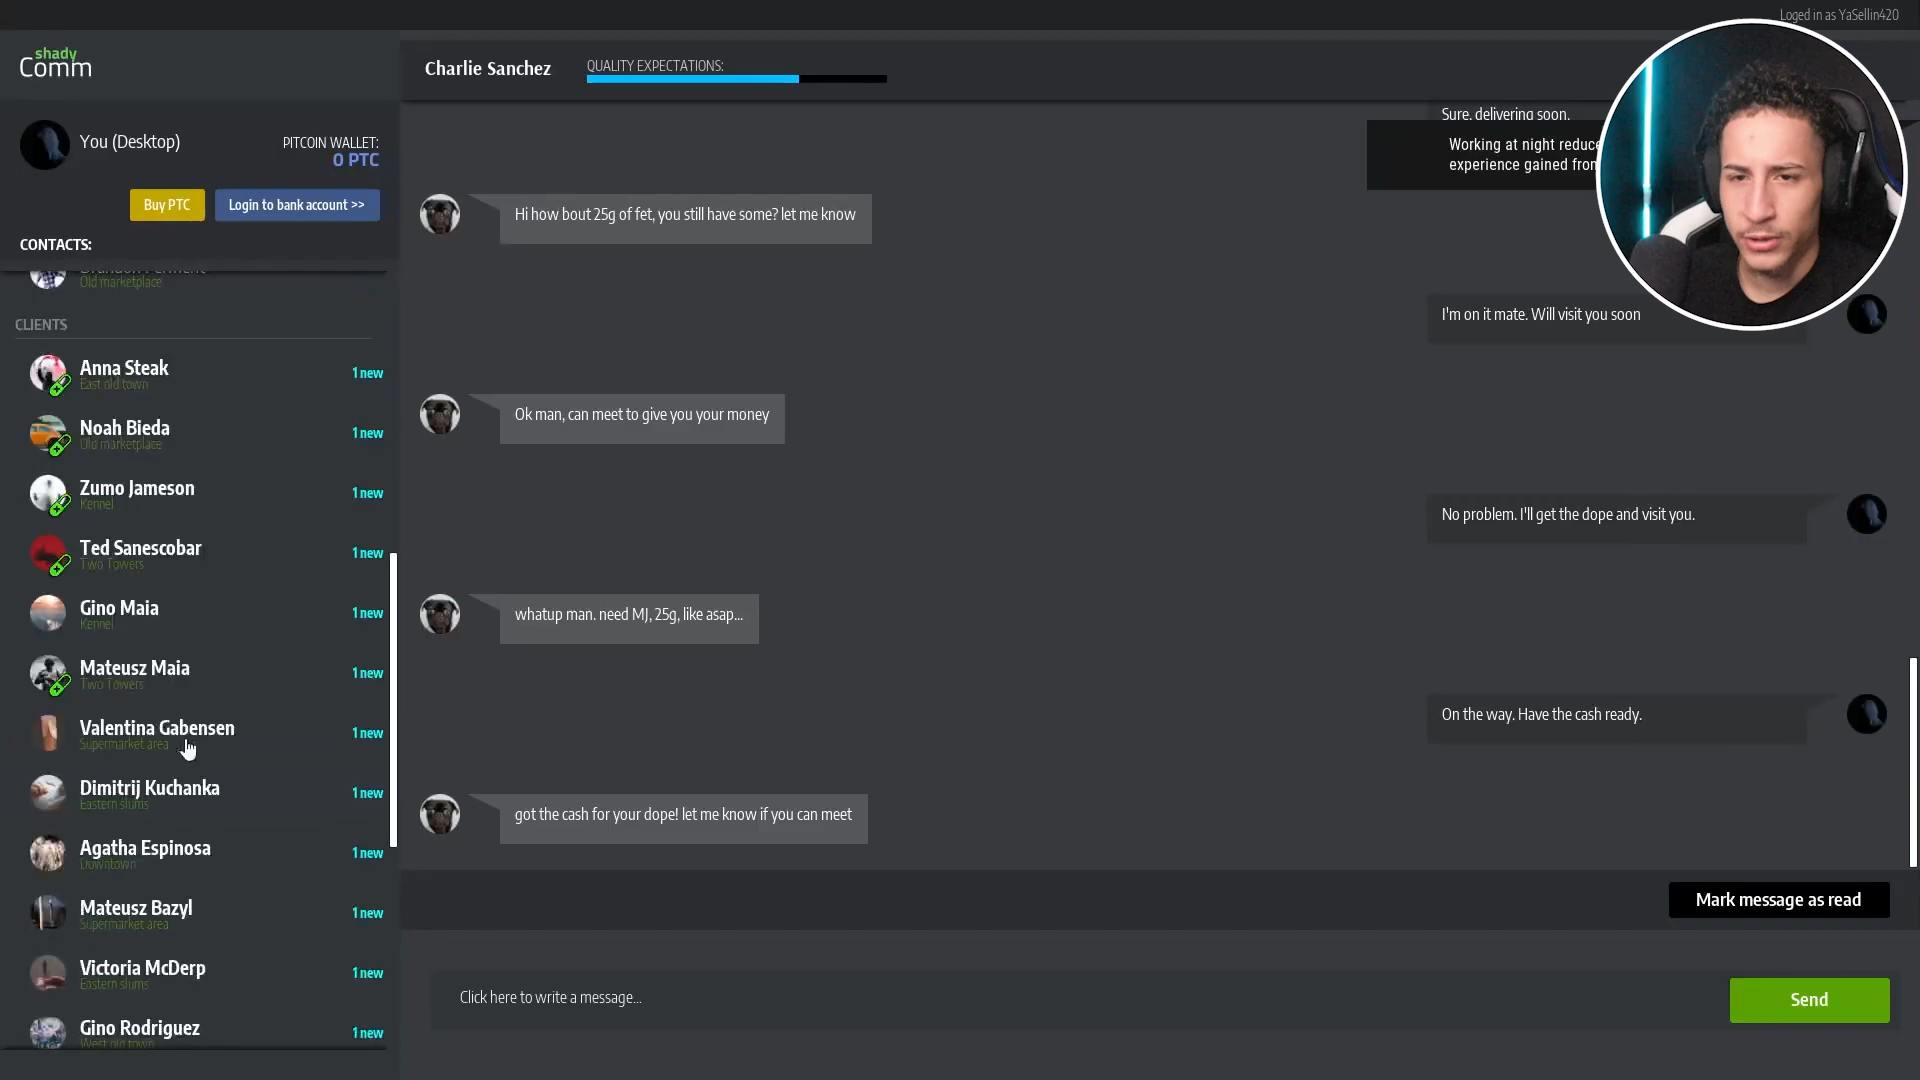 Loged in as YaSellin420
shady
Comm
You (Desktop)
PITCOIN WALLET:
0 PTC
Buy PTC
Login to bank account >>
CONTACTS:
Old marketplace
CLIENTS
Anna Steak
East old town
1 new
Noah Bieda
Old marketplace
1 new
Zumo Jameson
Kennel
1 new
Ted Sanescobar
Two Towers
1 new
Gino Maia
Kennel
1 new
Mateusz Maia
Two Towers
1 new
Valentina Gabensen
Supermarket area
1 new
Dimitrij Kuchanka
Eastern slums
1 new
Agatha Espinosa
Downtown
1 new
Mateusz Bazyl
Supermarket area
1 new
Victoria McDerp
Eastern slums
1 new
Gino Rodriguez
West old town
1 new
Charlie Sanchez
QUALITY EXPECTATIONS:
Sure, delivering soon.
Working at night reduce
experience gained from
Hi how bout 25g of fet, you still have some? let me know
I'm on it mate. Will visit you soon
Ok man, can meet to give you your money
No problem. I'll get the dope and visit you.
whatup man. need MJ, 25g, like asap...
On the way. Have the cash ready.
got the cash for your dope! let me know if you can meet
Mark message as read
Click here to write a message...
Send